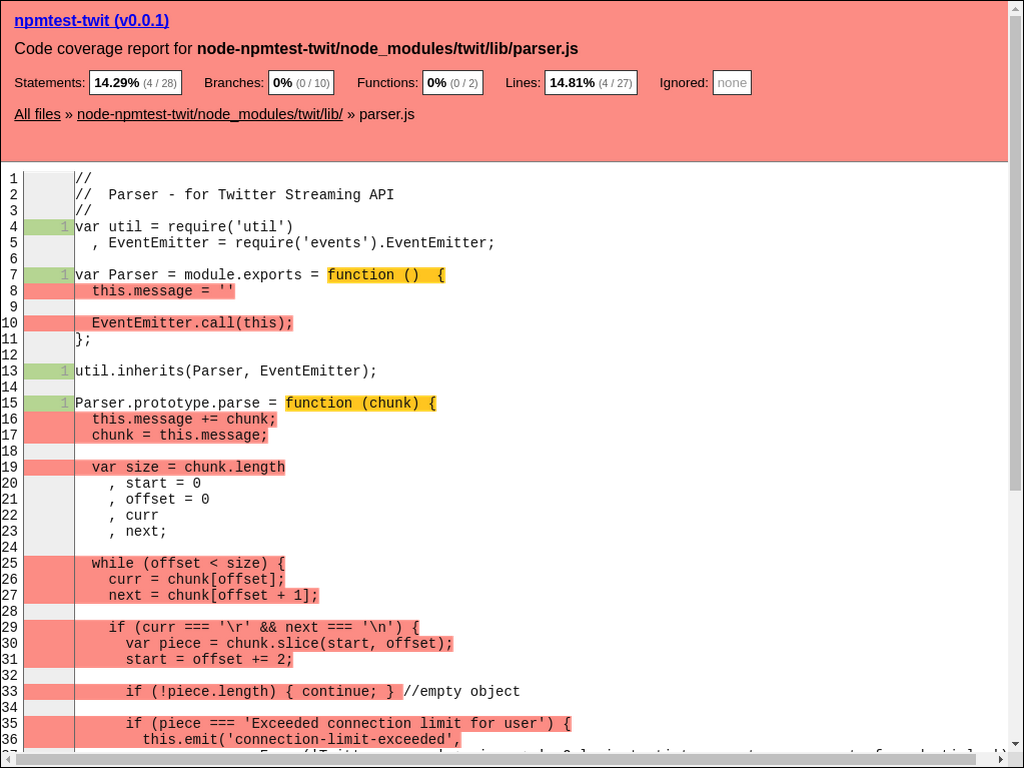 npmtest-twit (v0.0.1)
Code coverage report for node-npmtest-twit/node_modules/twit/lib/parser.js
Statements: 14.29% (4 / 28) Branches: 0% (0 / 10) Functions: 0% (0 / 2) Lines: 14.81% (4 / 27) Ignored: none
All files » node-npmtest-twit/node_modules/twit/lib/ » parser.js
1 //
2 //  Parser - for Twitter Streaming API
3 //
4 1 var util = require('util')
5   , EventEmitter = require('events').EventEmitter;
6
7 1 var Parser = module.exports = function ()  {
8   this.message = ''
9
10   EventEmitter.call(this);
11 };
12
13 1 util.inherits(Parser, EventEmitter);
14
15 1 Parser.prototype.parse = function (chunk) {
16   this.message += chunk;
17   chunk = this.message;
18
19   var size = chunk.length
20     , start = 0
21     , offset = 0
22     , curr
23     , next;
24
25   while (offset < size) {
26     curr = chunk[offset];
27     next = chunk[offset + 1];
28
29     if (curr === '\r' && next === '\n') {
30       var piece = chunk.slice(start, offset);
31       start = offset += 2;
32
33       if (!piece.length) { continue; } //empty object
34
35       if (piece === 'Exceeded connection limit for user') {
36         this.emit('connection-limit-exceeded',